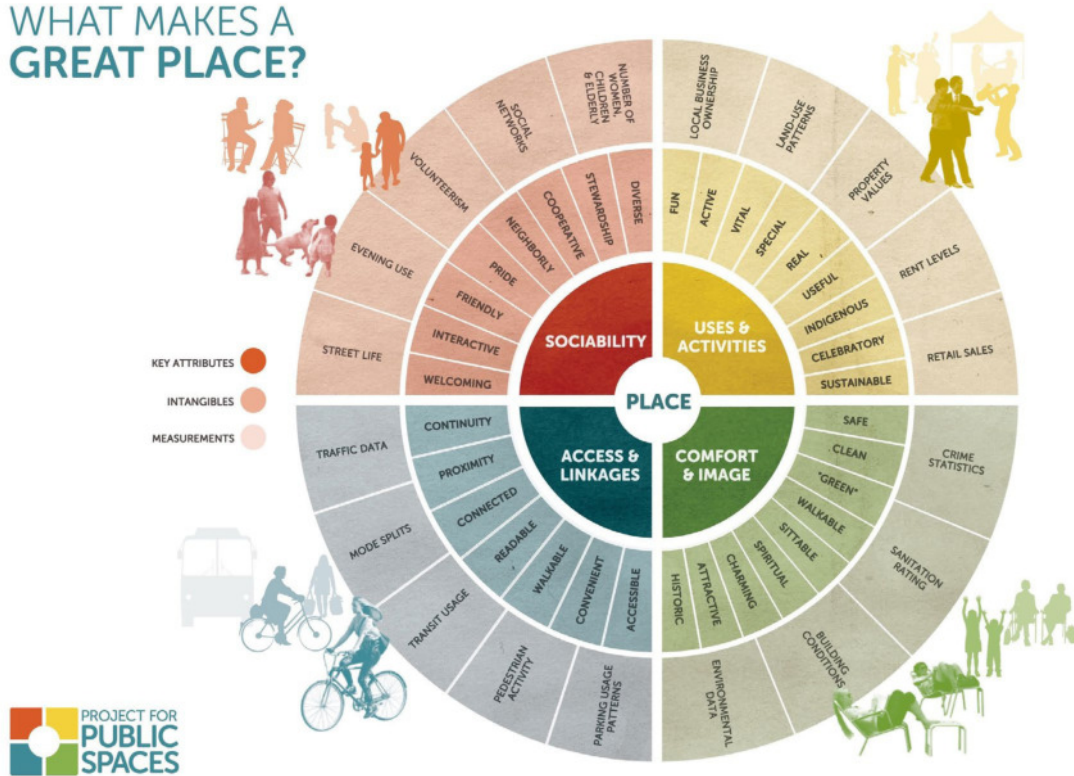 WHAT MAKES A
GREAT PLACE?
KEY ATTRIBUTES
INTANGIBLES
MEASUREMENTS
PLACE
SOCIABILITY
USES &
ACTIVITIES
ACCESS &
LINKAGES
COMFORT
& IMAGE
WELCOMING
INTERACTIVE
FRIENDLY
PRIDE
NEIGHBORLY
COOPERATIVE
STEWARDSHIP
DIVERSE
FUN
ACTIVE
VITAL
SPECIAL
REAL
USEFUL
INDIGENOUS
CELEBRATORY
SUSTAINABLE
SAFE
CLEAN
"GREEN"
WALKABLE
SITTABLE
SPIRITUAL
CHARMING
ATTRACTIVE
HISTORIC
CONTINUITY
PROXIMITY
CONNECTED
READABLE
WALKABLE
CONVENIENT
ACCESSIBLE
STREET LIFE
EVENING USE
VOLUNTEERISM
SOCIAL
NETWORKS
NUMBER OF
WOMEN,
CHILDREN
& ELDERLY
LOCAL BUSINESS
OWNERSHIP
LAND-USE
PATTERNS
PROPERTY
VALUES
RENT LEVELS
RETAIL SALES
CRIME
STATISTICS
SANITATION
RATING
BUILDING
CONDITIONS
ENVIRONMENTAL
DATA
TRAFFIC DATA
MODE SPLITS
TRANSIT USAGE
PEDESTRIAN
ACTIVITY
PARKING USAGE
PATTERNS
PROJECT FOR
PUBLIC
SPACES